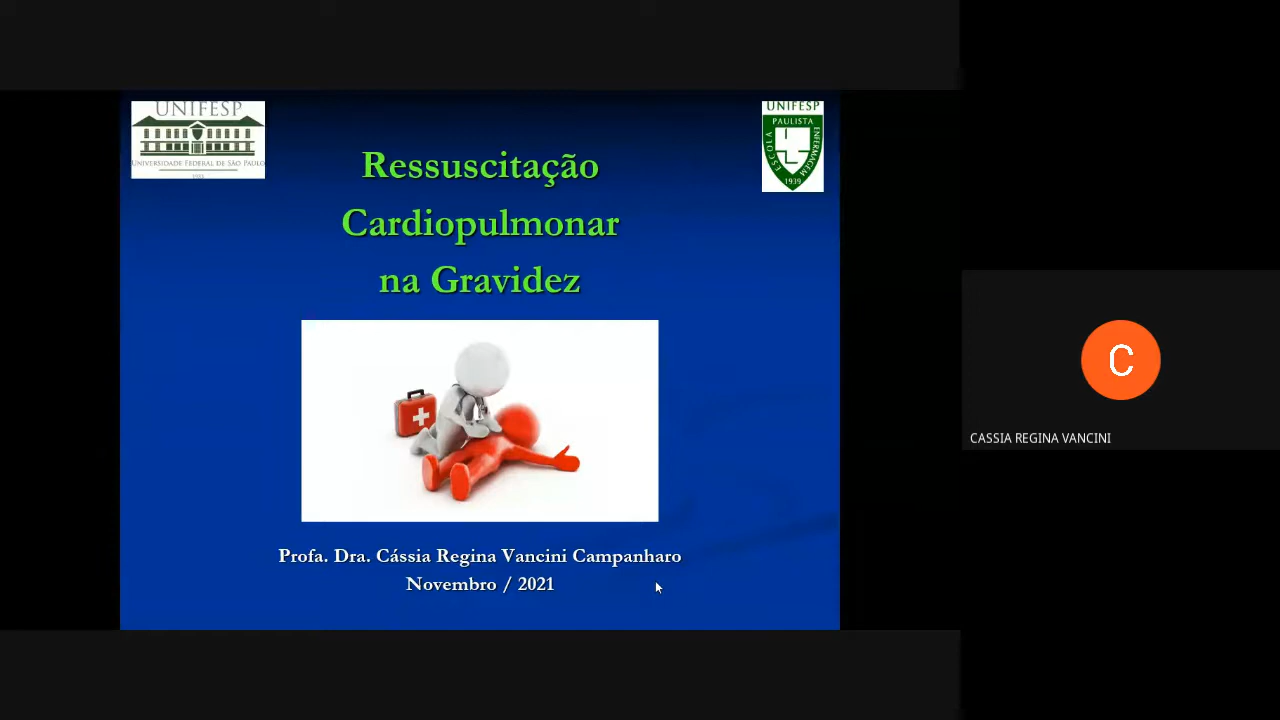 UNIFESP
UNIVERSIDADE FEDERAL DE SÃO PAULO
UNIFESP
PAULISTA
ENFERMAGEM
ESCOLA
1939
Ressuscitação
Cardiopulmonar
na Gravidez
C
CASSIA REGINA VANCINI
Profa. Dra. Cássia Regina Vancini Campanharo
Novembro / 2021